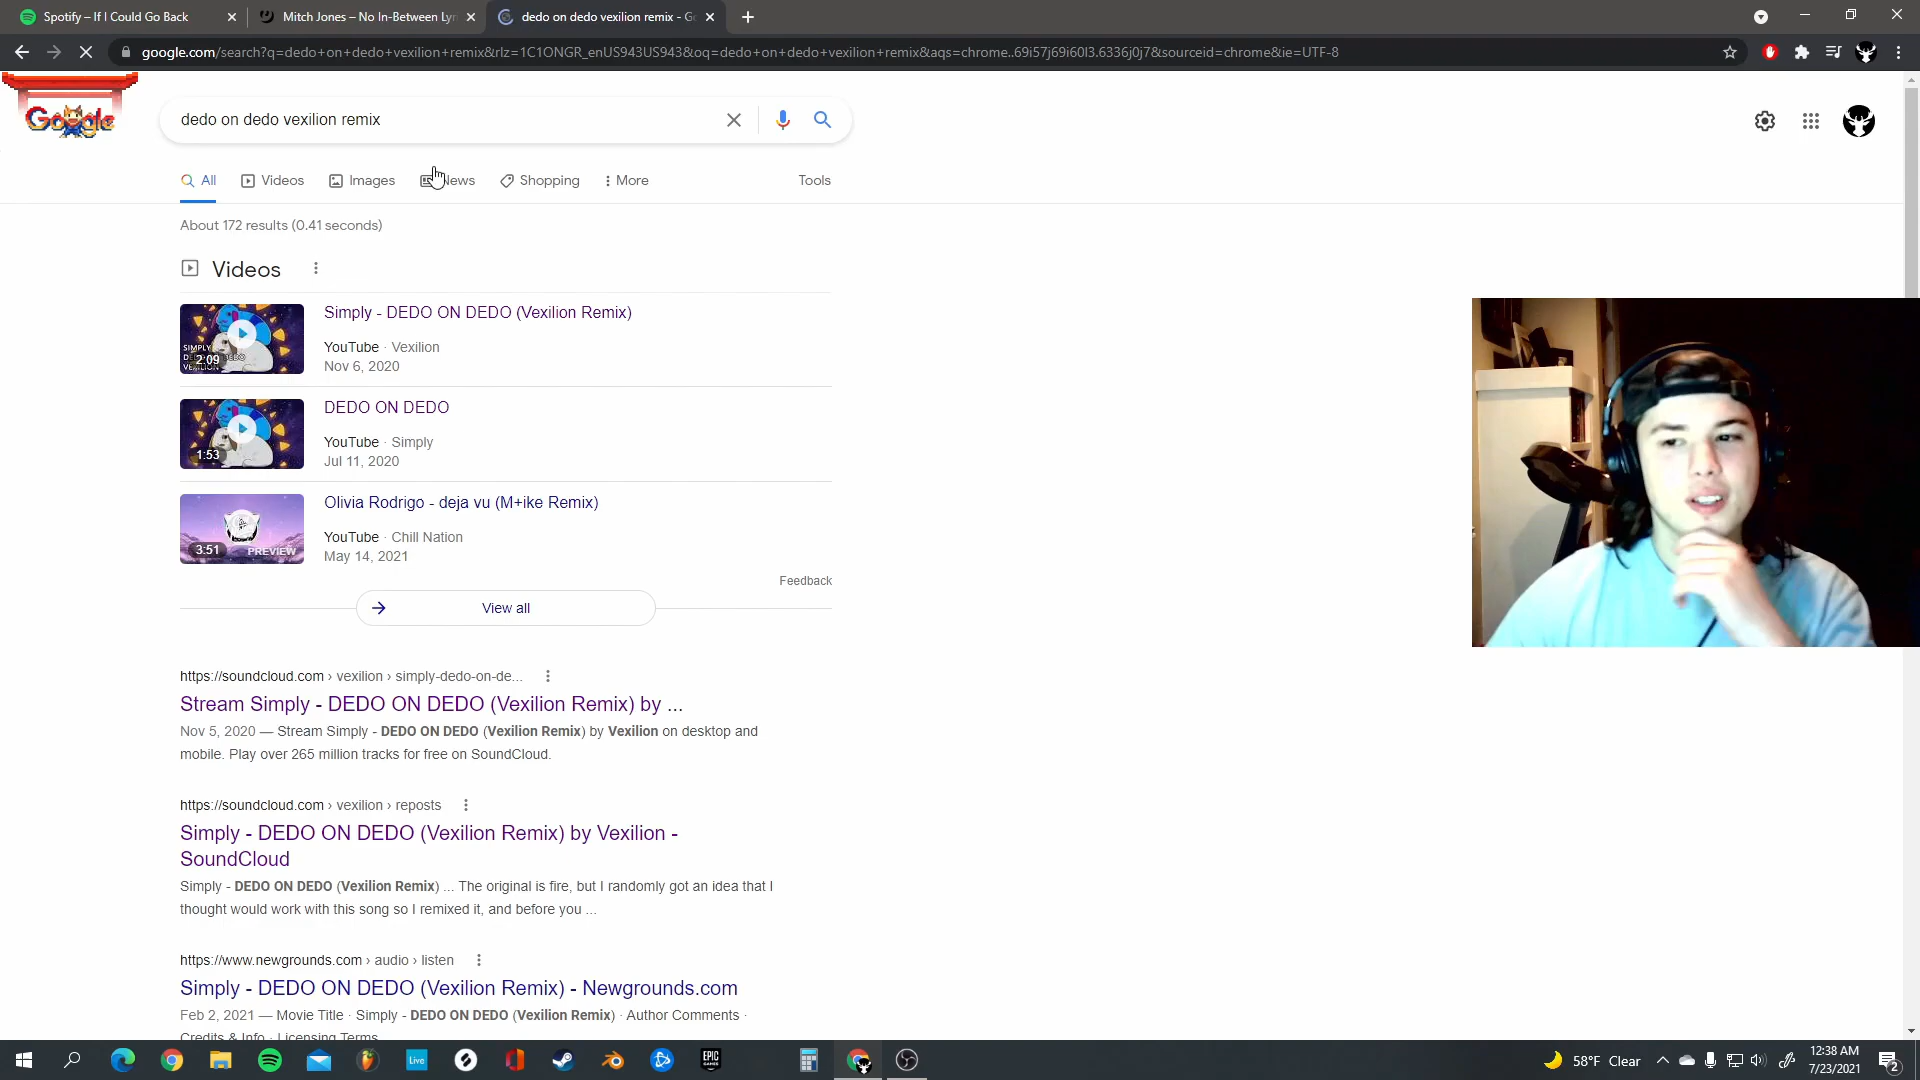 Spotify – If I Could Go Back
Mitch Jones – No In-Between Lyr
dedo on dedo vexilion remix - Go
google.com/search?q=dedo+on+dedo+vexilion+remix&rlz=1C1ONGR_enUS943US943&oq=dedo+on+dedo+vexilion+remix&aqs=chrome..69i57j69i60l3.6336j0j7&sourceid=chrome&ie=UTF-8
Google
dedo on dedo vexilion remix
All Videos Images News Shopping More Tools
About 172 results (0.41 seconds)
Videos
Simply - DEDO ON DEDO (Vexilion Remix)
YouTube · Vexilion
Nov 6, 2020
2:09
DEDO ON DEDO
YouTube · Simply
Jul 11, 2020
1:53
Olivia Rodrigo - deja vu (M+ike Remix)
YouTube · Chill Nation
May 14, 2021
3:51 PREVIEW
Feedback
View all
https://soundcloud.com › vexilion › simply-dedo-on-de...
Stream Simply - DEDO ON DEDO (Vexilion Remix) by ...
Nov 5, 2020 — Stream Simply - DEDO ON DEDO (Vexilion Remix) by Vexilion on desktop and
mobile. Play over 265 million tracks for free on SoundCloud.
https://soundcloud.com › vexilion › reposts
Simply - DEDO ON DEDO (Vexilion Remix) by Vexilion -
SoundCloud
Simply - DEDO ON DEDO (Vexilion Remix) ... The original is fire, but I randomly got an idea that I
thought would work with this song so I remixed it, and before you ...
https://www.newgrounds.com › audio › listen
Simply - DEDO ON DEDO (Vexilion Remix) - Newgrounds.com
Feb 2, 2021 — Movie Title · Simply - DEDO ON DEDO (Vexilion Remix) · Author Comments ·
Credits & Info · Licensing Terms
Live
EPIC GAMES
58°F Clear
12:38 AM
7/23/2021
2